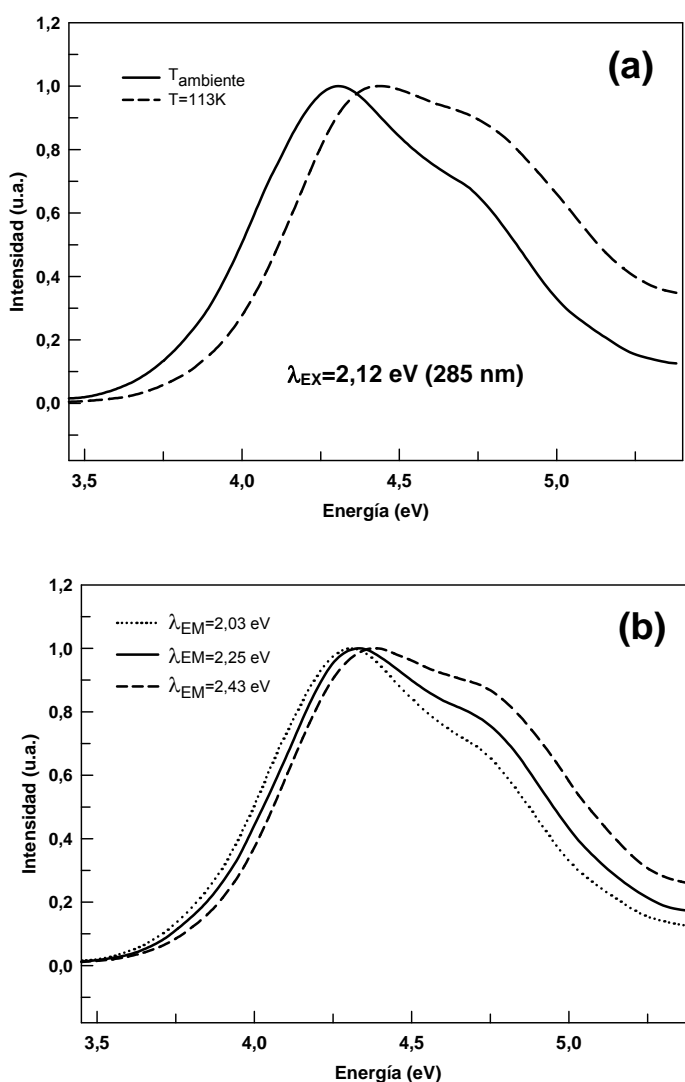 (a)
T ambiente
T=113K
1,2
1,0
0,8
0,6
0,4
0,2
0,0
Intensidad (u.a.)
λEX=2,12 eV (285 nm)
3,5 4,0 4,5 5,0
Energía (eV)
(b)
λEM=2,03 eV
λEM=2,25 eV
λEM=2,43 eV
1,2
1,0
0,8
0,6
0,4
0,2
0,0
Intensidad (u.a.)
3,5 4,0 4,5 5,0
Energía (eV)